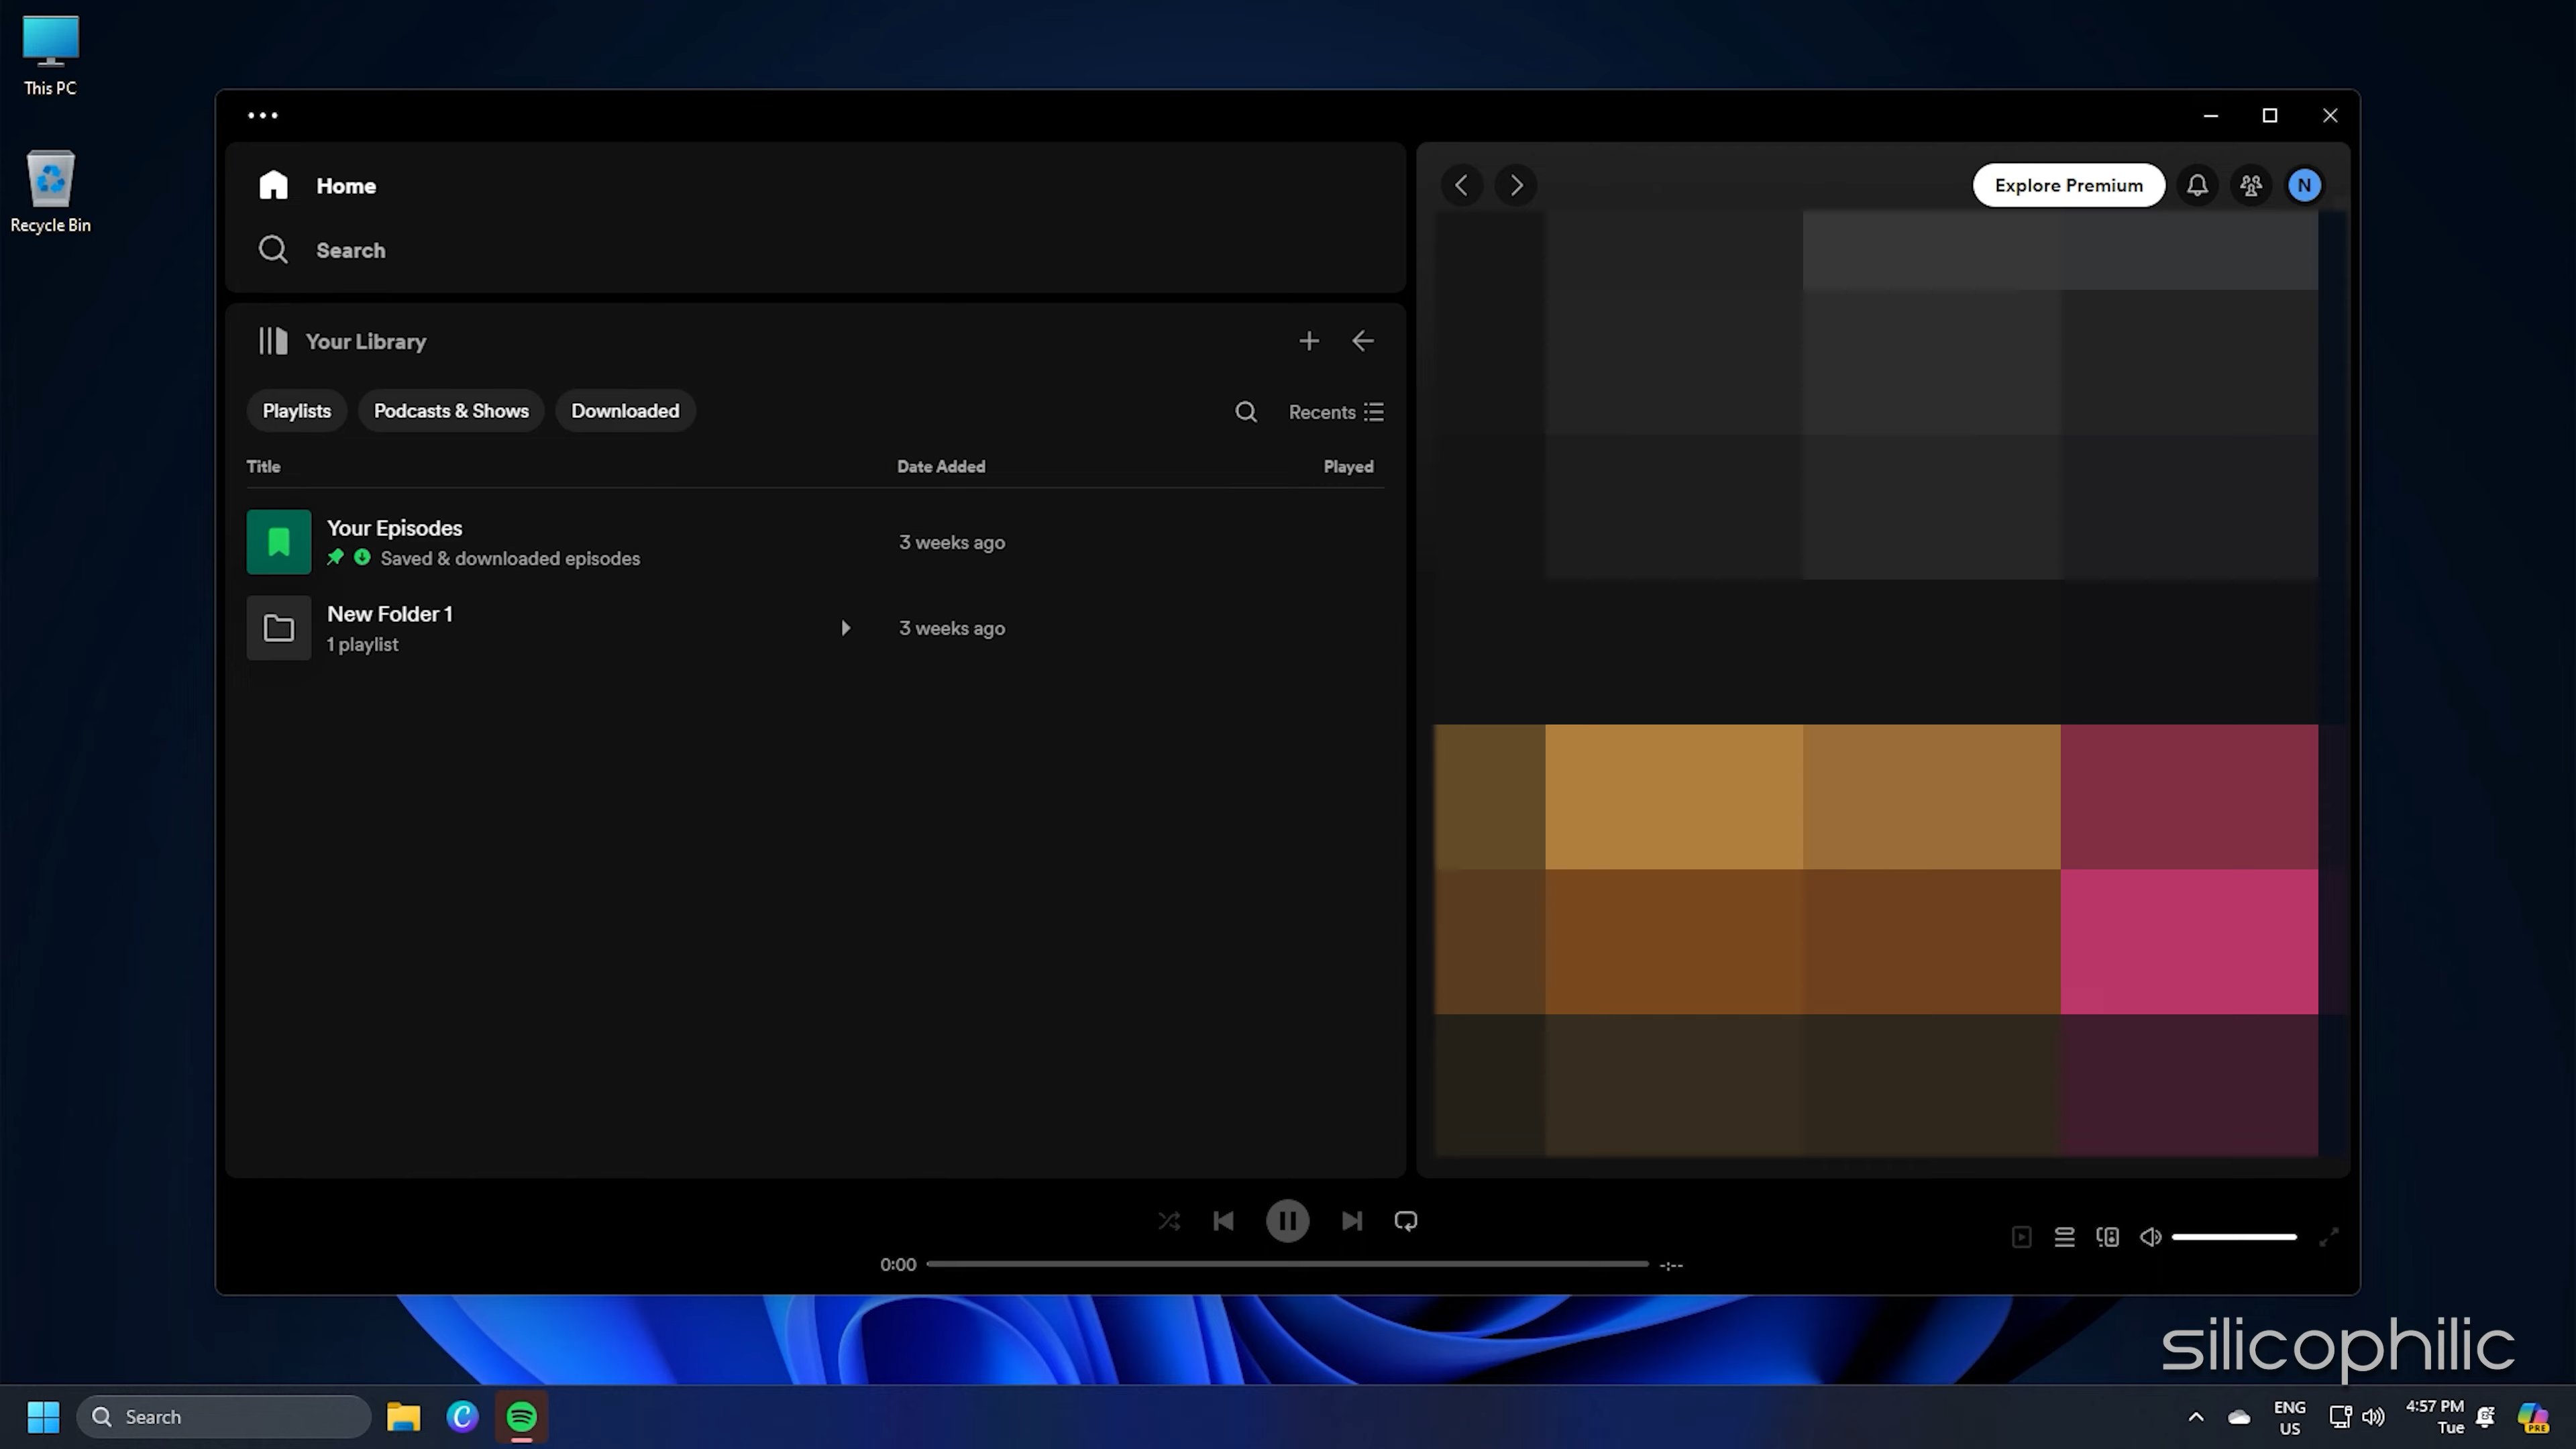 This PC
Recycle Bin
Home
Search
Explore Premium
N
Your Library
Playlists
Podcasts & Shows
Downloaded
Recents
Title
Date Added
Played
Your Episodes
Saved & downloaded episodes
3 weeks ago
New Folder 1
1 playlist
3 weeks ago
0:00
-:--
silicophilic
Search
ENG
US
4:57 PM
Tue
PRE